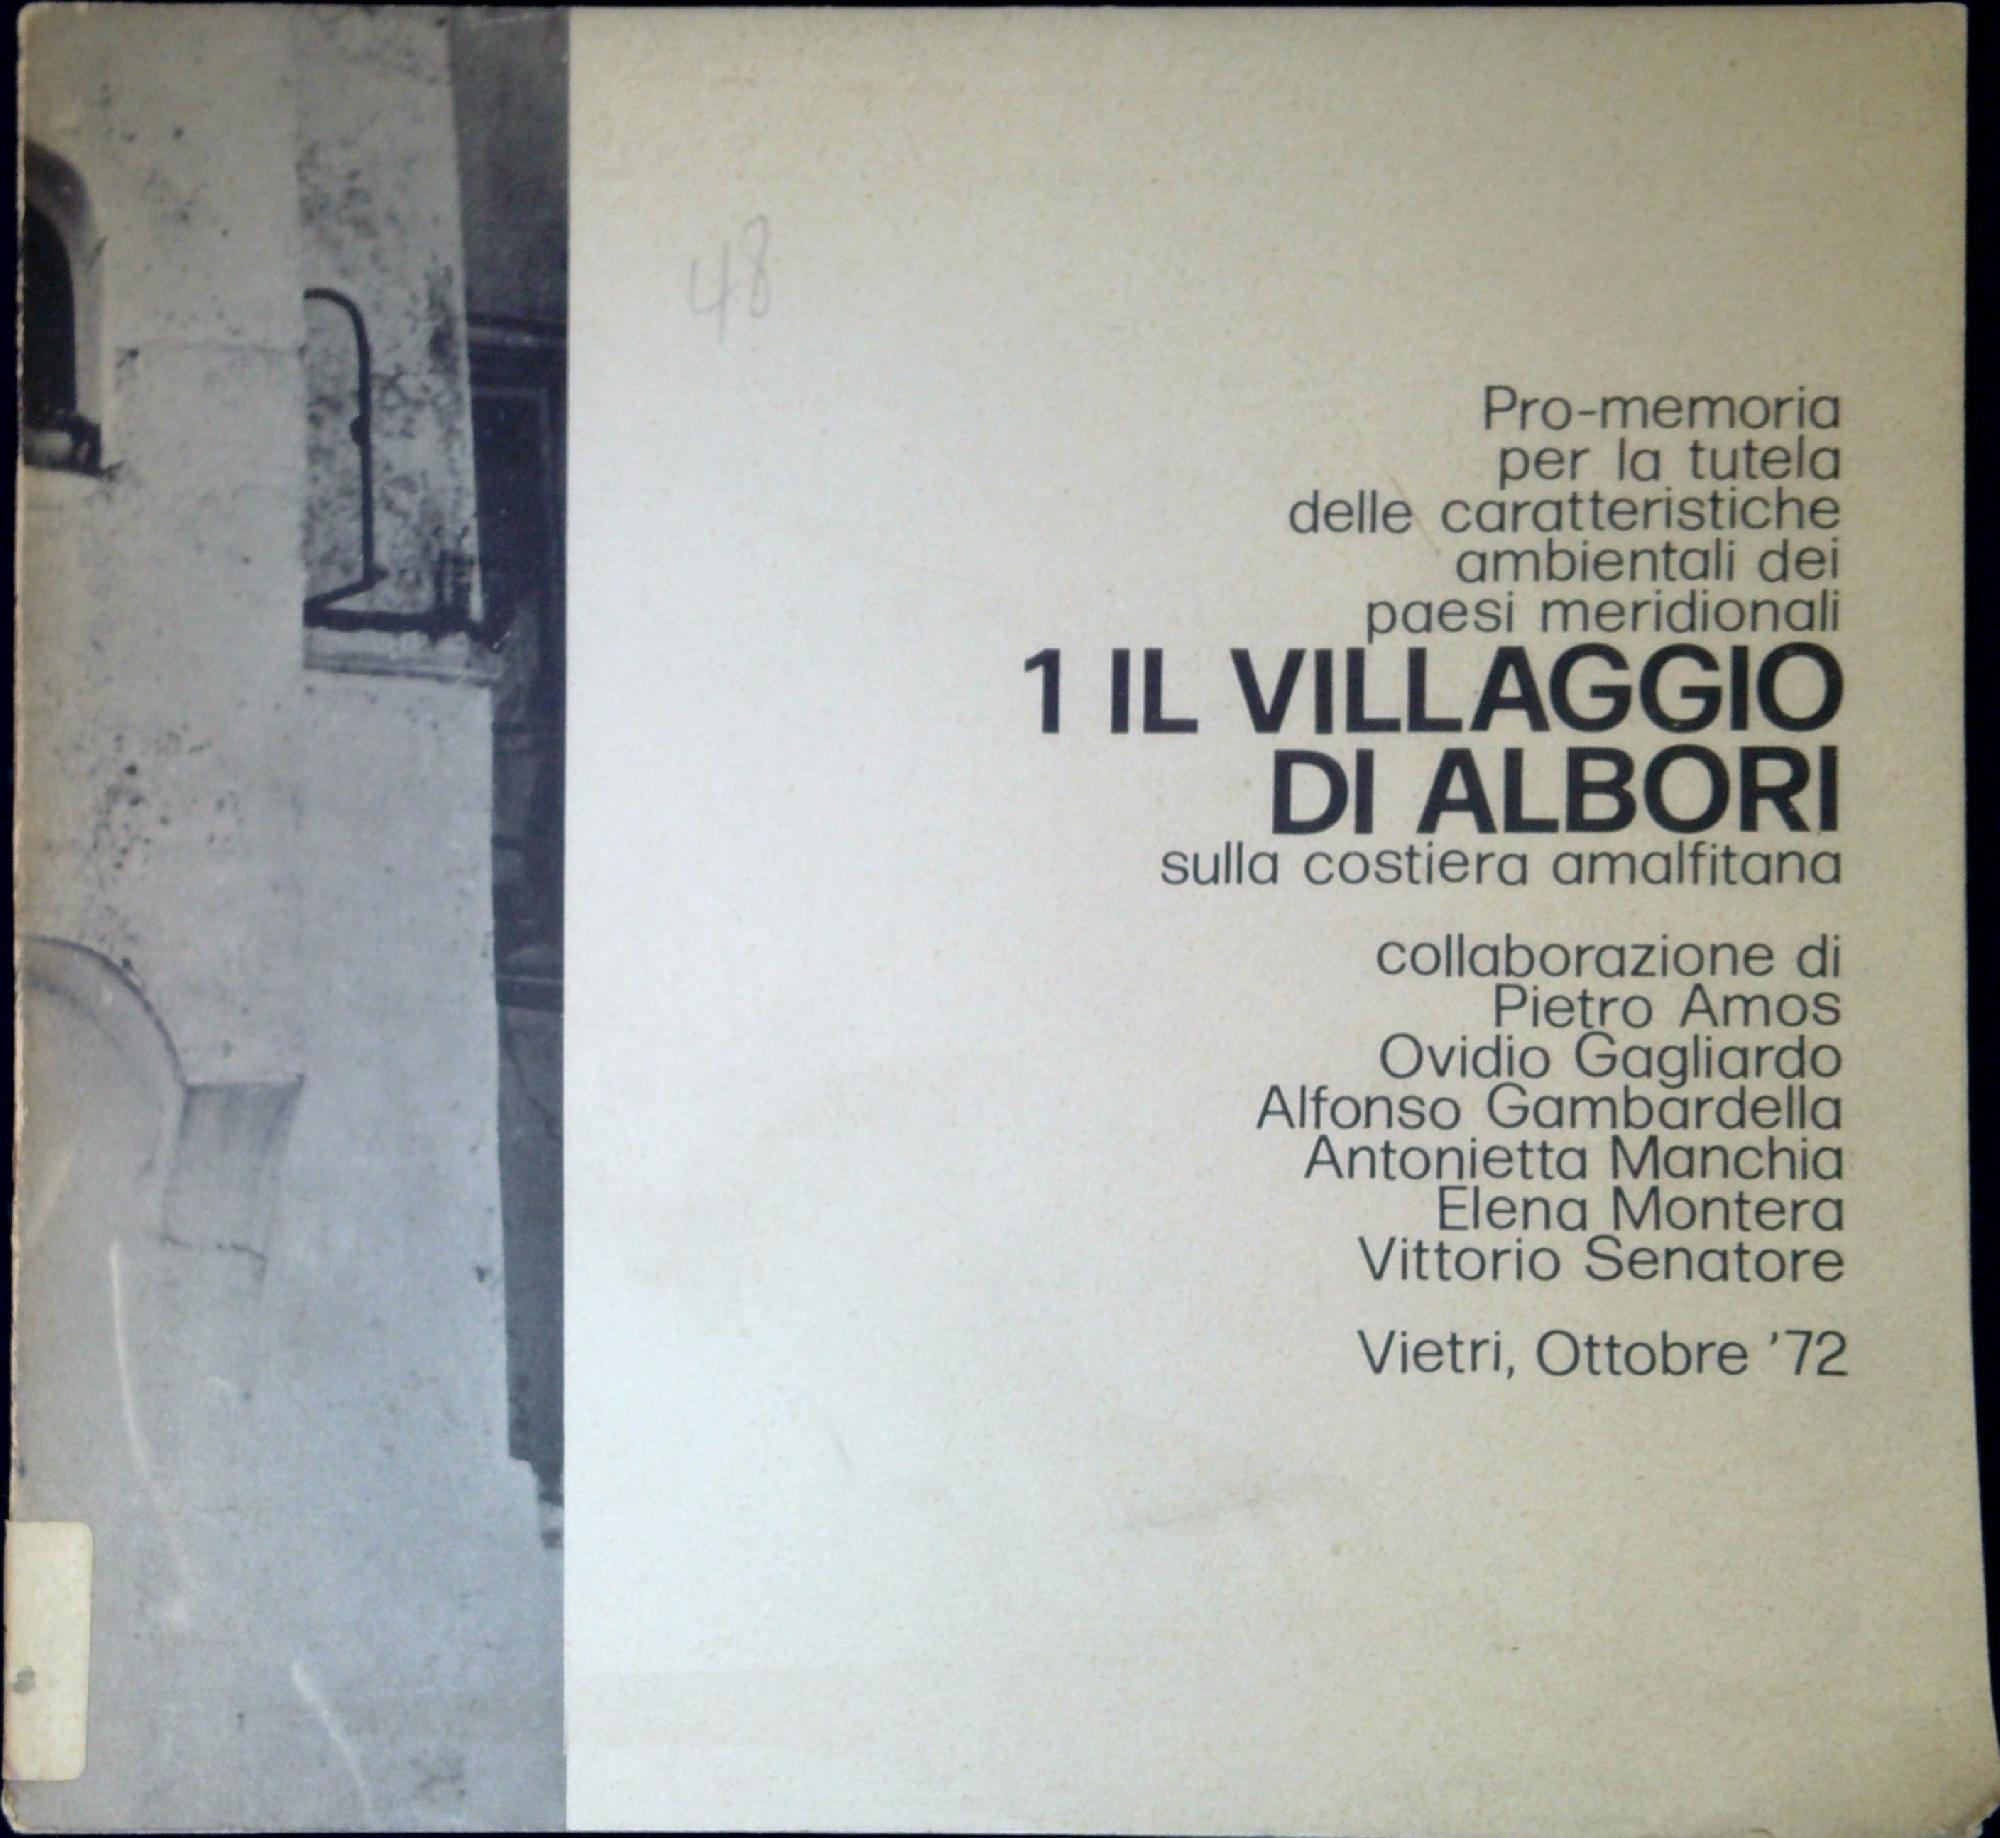 48
Pro-memoria
per la tutela
delle caratteristiche
ambientali dei
paesi meridionali
1 IL VILLAGGIO
DI ALBORI
sulla costiera amalfitana
collaborazione di
Pietro Amos
Ovidio Gagliardo
Alfonso Gambardella
Antonietta Manchia
Elena Montera
Vittorio Senatore
Vietri, Ottobre '72